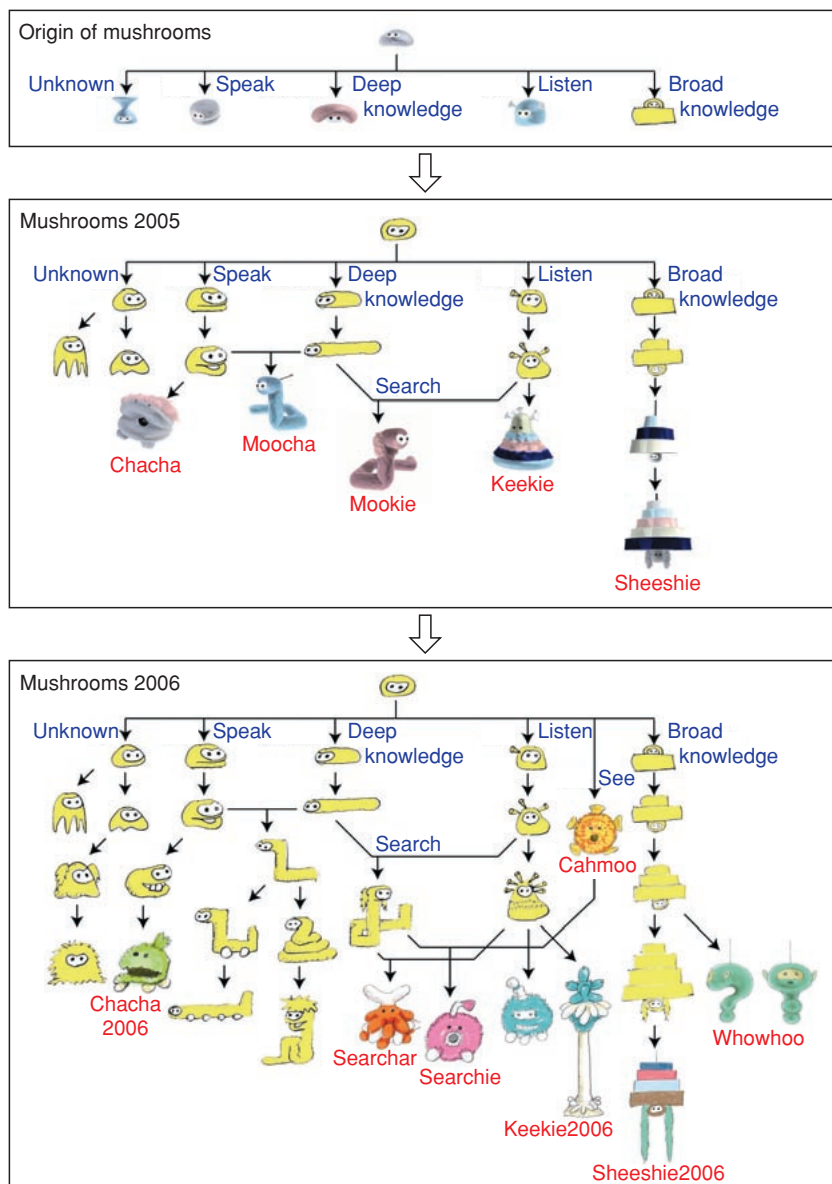 Origin of mushrooms
Unknown
Speak
Deep
knowledge
Listen
Broad
knowledge
Mushrooms 2005
Unknown
Speak
Deep
knowledge
Listen
Broad
knowledge
Search
Chacha
Moocha
Mookie
Keekie
Sheeshie
Mushrooms 2006
Unknown
Speak
Deep
knowledge
Listen
See
Broad
knowledge
Search
Cahmoo
Chacha
2006
Searchar
Searchie
Keekie2006
Whowhoo
Sheeshie2006